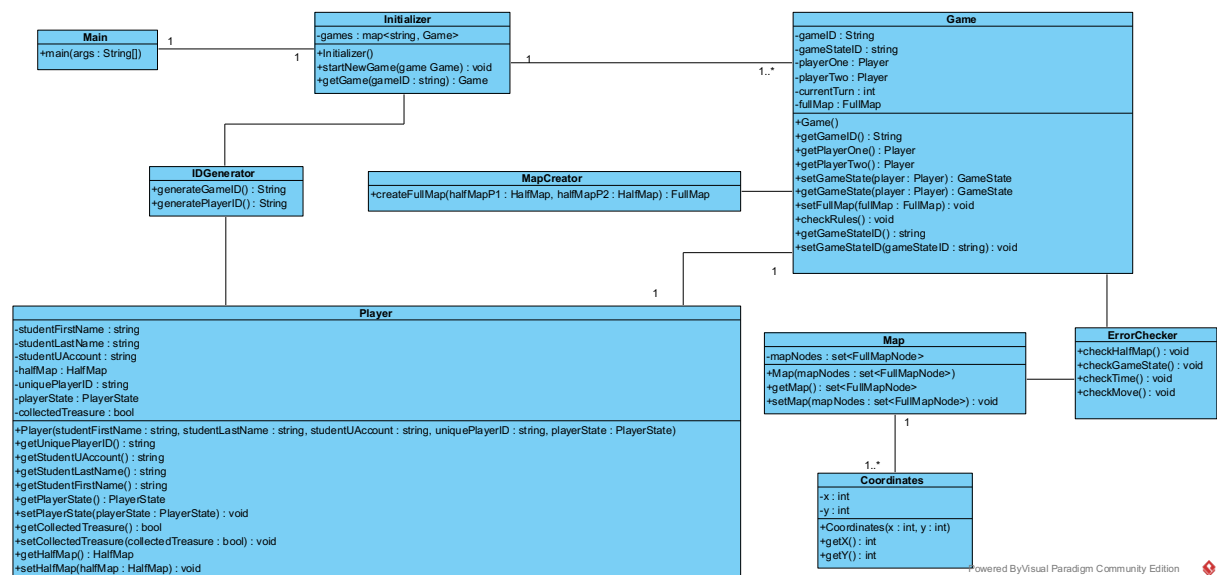 Main
+main(args : String[])
1
1
Initializer
-games : map<string, Game>
+Initializer()
+startNewGame(game Game) : void
+getGame(gameID : string) : Game
1
1..*
Game
-gameID : String
-gameStateID : string
-playerOne : Player
-playerTwo : Player
-currentTurn : int
-fullMap : FullMap
+Game()
+getGameID() : String
+getPlayerOne() : Player
+getPlayerTwo() : Player
+setGameState(player : Player) : GameState
+getGameState(player : Player) : GameState
+setFullMap(fullMap : FullMap) : void
+checkRules() : void
+getGameStateID() : string
+setGameStateID(gameStateID : string) : void
IDGenerator
+generateGameID() : String
+generatePlayerID() : String
MapCreator
+createFullMap(halfMapP1 : HalfMap, halfMapP2 : HalfMap) : FullMap
1
1
Player
-studentFirstName : string
-studentLastName : string
-studentUAccount : string
-halfMap : HalfMap
-uniquePlayerID : string
-playerState : PlayerState
-collectedTreasure : bool
+Player(studentFirstName : string, studentLastName : string, studentUAccount : string, uniquePlayerID : string, playerState : PlayerState)
+getUniquePlayerID() : string
+getStudentUAccount() : string
+getStudentLastName() : string
+getStudentFirstName() : string
+getPlayerState() : PlayerState
+setPlayerState(playerState : PlayerState) : void
+getCollectedTreasure() : bool
+setCollectedTreasure(collectedTreasure : bool) : void
+getHalfMap() : HalfMap
+setHalfMap(halfMap : HalfMap) : void
Map
-mapNodes : set<FullMapNode>
+Map(mapNodes : set<FullMapNode>)
+getMap() : set<FullMapNode>
+setMap(mapNodes : set<FullMapNode>) : void
ErrorChecker
+checkHalfMap() : void
+checkGameState() : void
+checkTime() : void
+checkMove() : void
1
1..*
Coordinates
-x : int
-y : int
+Coordinates(x : int, y : int)
+getX() : int
+getY() : int
Powered ByVisual Paradigm Community Edition